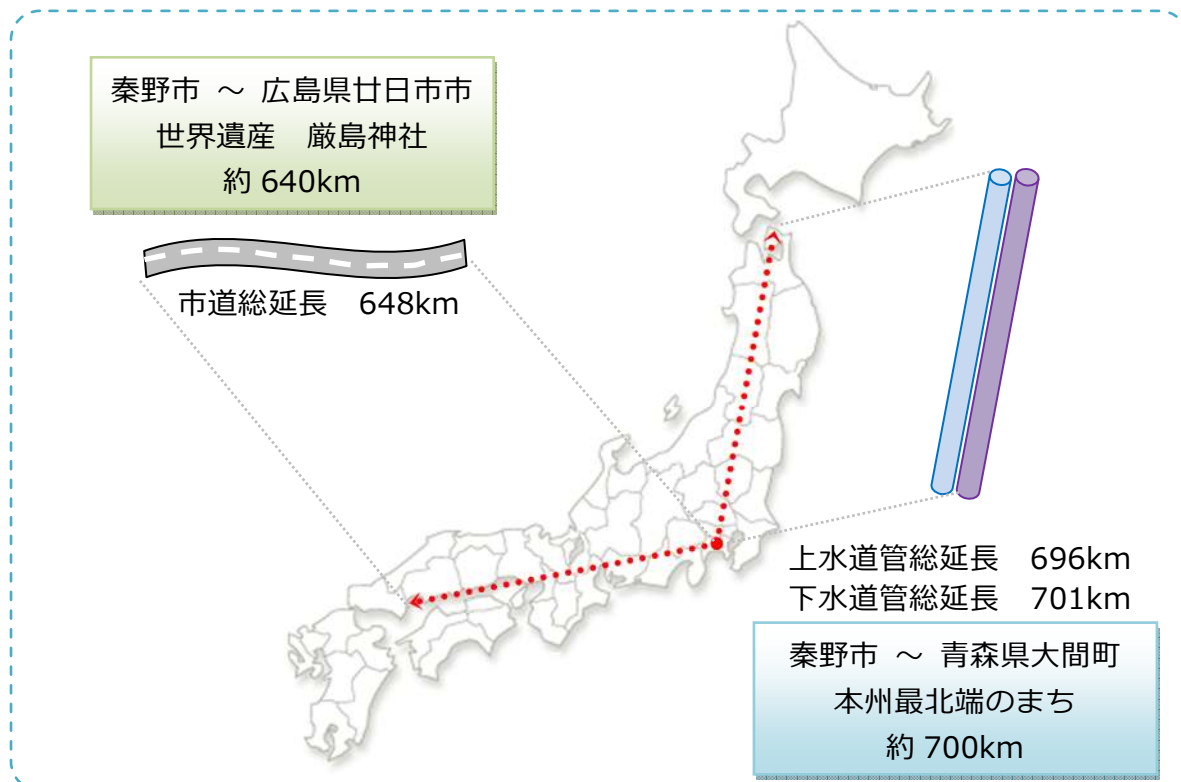 秦野市 ～ 広島県廿日市市
世界遺産　厳島神社
約 640km
市道総延長　648km
上水道管総延長　696km
下水道管総延長　701km
秦野市 ～ 青森県大間町
本州最北端のまち
約 700km